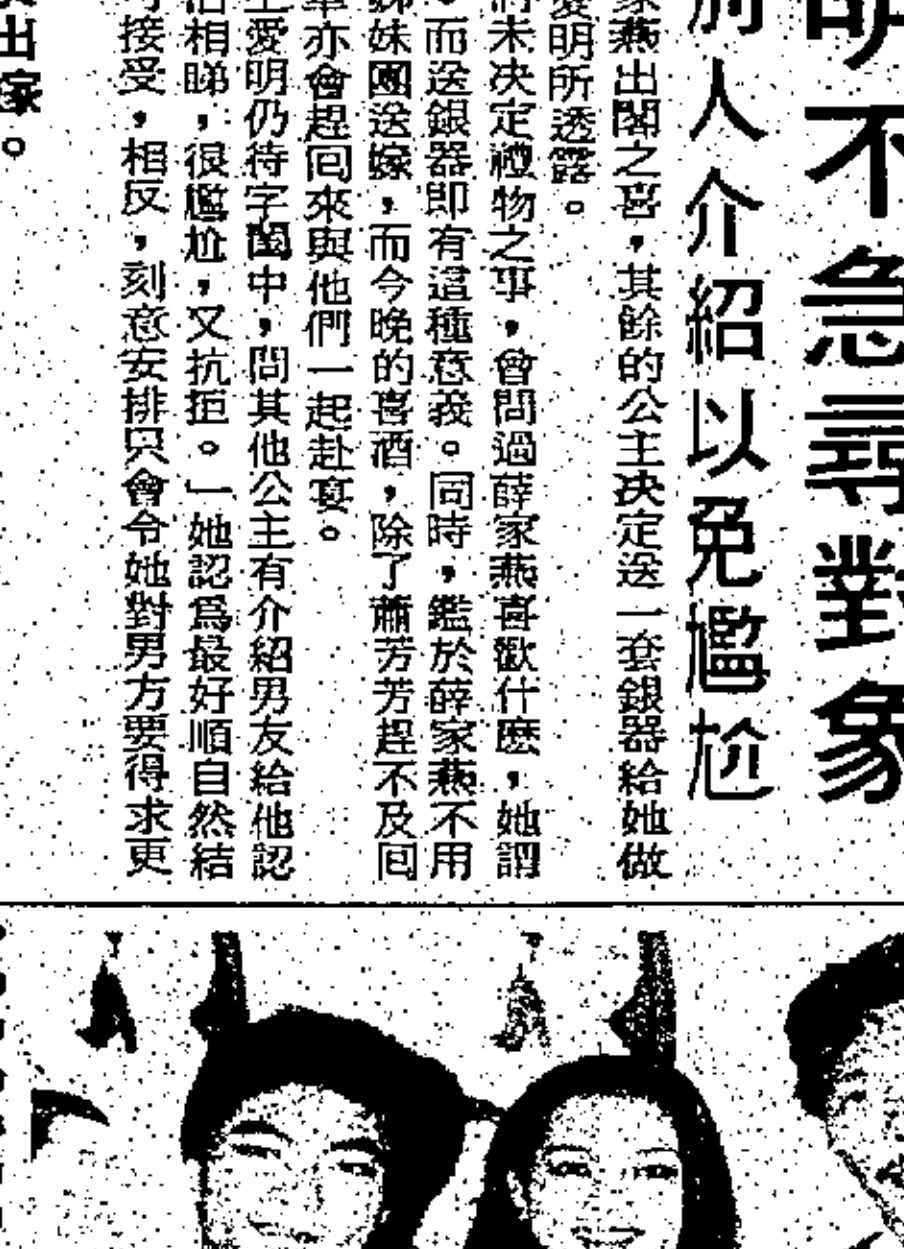 明不急尋對象
別人介紹以免尷尬
家燕出閣之喜，其餘的公主決定送一套銀器給她做
愛明所透露。
未決定禮物之事，曾問過薛家燕喜歡什麽，她謂
。而送銀器即有這種意義。同時，鑑於薛家燕不用
姊妹團送嫁，而今晚的喜酒，除了蕭芳芳趕不及囘
亦會趕囘來與他們一起赴宴。
愛明仍待字閨中，問其他公主有介紹男友給他認
相睇，很尷尬，又抗拒。」她認爲最好順自然結
接受，相反，刻意安排只會令她對男方要得求更
出嫁。